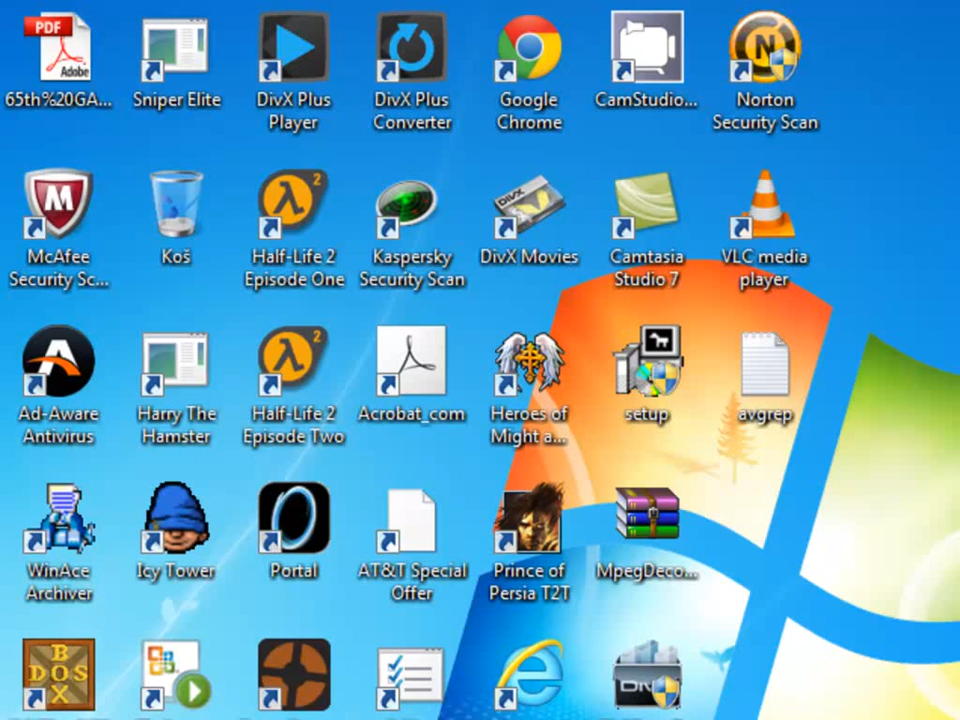 PDF
Adobe
65th%20GA...
Sniper Elite
DivX Plus
Player
DivX Plus
Converter
Google
Chrome
CamStudio...
N
Norton
Security Scan
M
McAfee
Security Sc...
Koš
2
Half-Life 2
Episode One
Kaspersky
Security Scan
DIVX
DivX Movies
Camtasia
Studio 7
VLC media
player
Ad-Aware
Antivirus
Harry The
Hamster
2
Half-Life 2
Episode Two
Acrobat_com
Heroes of
Might a...
setup
avgrep
WinAce
Archiver
Icy Tower
Portal
AT&T Special
Offer
Prince of
Persia T2T
MpegDeco...
DOS
BOX